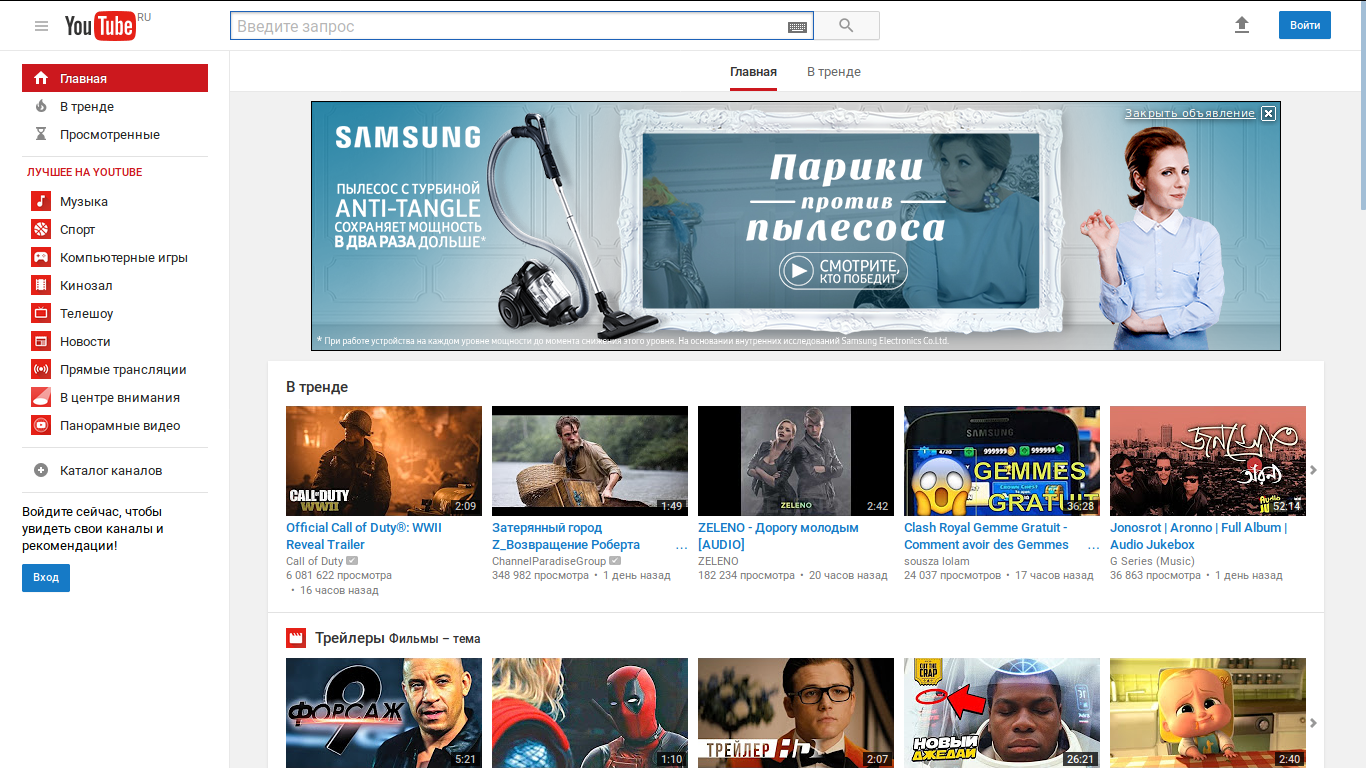 YouTube RU
Введите запрос
Войти
Главная
В тренде
Просмотренные
ЛУЧШЕЕ НА YOUTUBE
Музыка
Спорт
Компьютерные игры
Кинозал
Телешоу
Новости
Прямые трансляции
В центре внимания
Панорамные видео
Каталог каналов
Войдите сейчас, чтобы
увидеть свои каналы и
рекомендации!
Вход
Главная В тренде
Закрыть объявление
SAMSUNG
ПЫЛЕСОС С ТУРБИНОЙ
ANTI-TANGLE
СОХРАНЯЕТ МОЩНОСТЬ
В ДВА РАЗА ДОЛЬШЕ*
Парики
против
пылесоса
СМОТРИТЕ,
КТО ПОБЕДИТ
* При работе устройства на каждом уровне мощности до момента снижения этого уровня. На основании внутренних исследований Samsung Electronics Co.Ltd.
В тренде
CALL OF DUTY
WWII
2:09
Official Call of Duty®: WWII
Reveal Trailer
Call of Duty
6 081 622 просмотра
• 16 часов назад
1:49
Затерянный город
Z_Возвращение Роберта ...
ChannelParadiseGroup
348 982 просмотра • 1 день назад
ZELENO
2:42
ZELENO - Дорогу молодым
[AUDIO]
ZELENO
182 234 просмотра • 20 часов назад
SAMSUNG
GEMMES
GRATUIT
36:28
Clash Royal Gemme Gratuit -
Comment avoir des Gemmes ...
sousza lolam
24 037 просмотров • 17 часов назад
জনস্রোত
অরণ্য
Audio
52:14
Jonosrot | Aronno | Full Album |
Audio Jukebox
G Series (Music)
36 863 просмотра • 1 день назад
Трейлеры Фильмы – тема
9
ФОРСАЖ
5:21
1:10
ТРЕЙЛЕР
2:07
CUT THE
CRAP
НОВЫЙ
ДЖЕДАЙ
26:21
2:40